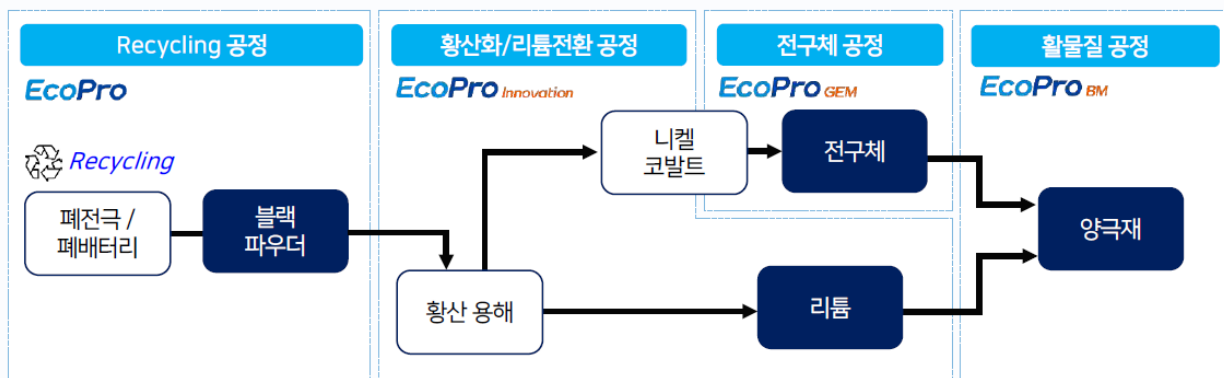 Recycling 공정
EcoPro
Recycling
폐전극 /
폐배터리
블랙
파우더
황산화/리튬전환 공정
EcoPro Innovation
황산 용해
니켈
코발트
리튬
전구체 공정
EcoPro GEM
전구체
활물질 공정
EcoPro BM
양극재